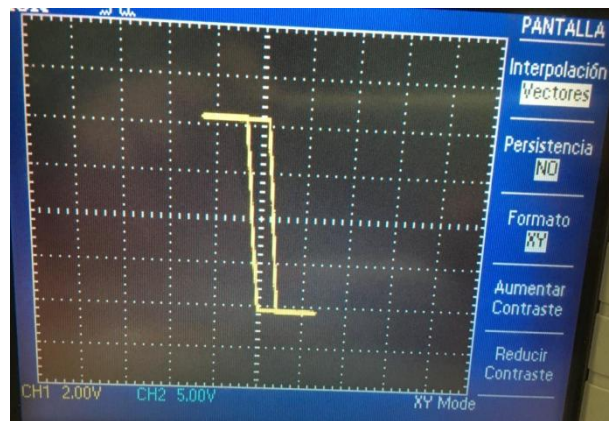 PANTALLA
Interpolación
Vectores
Persistencia
NO
Formato
XY
Aumentar
Contraste
Reducir
Contraste
CH1 2.00V CH2 5.00V XY Mode